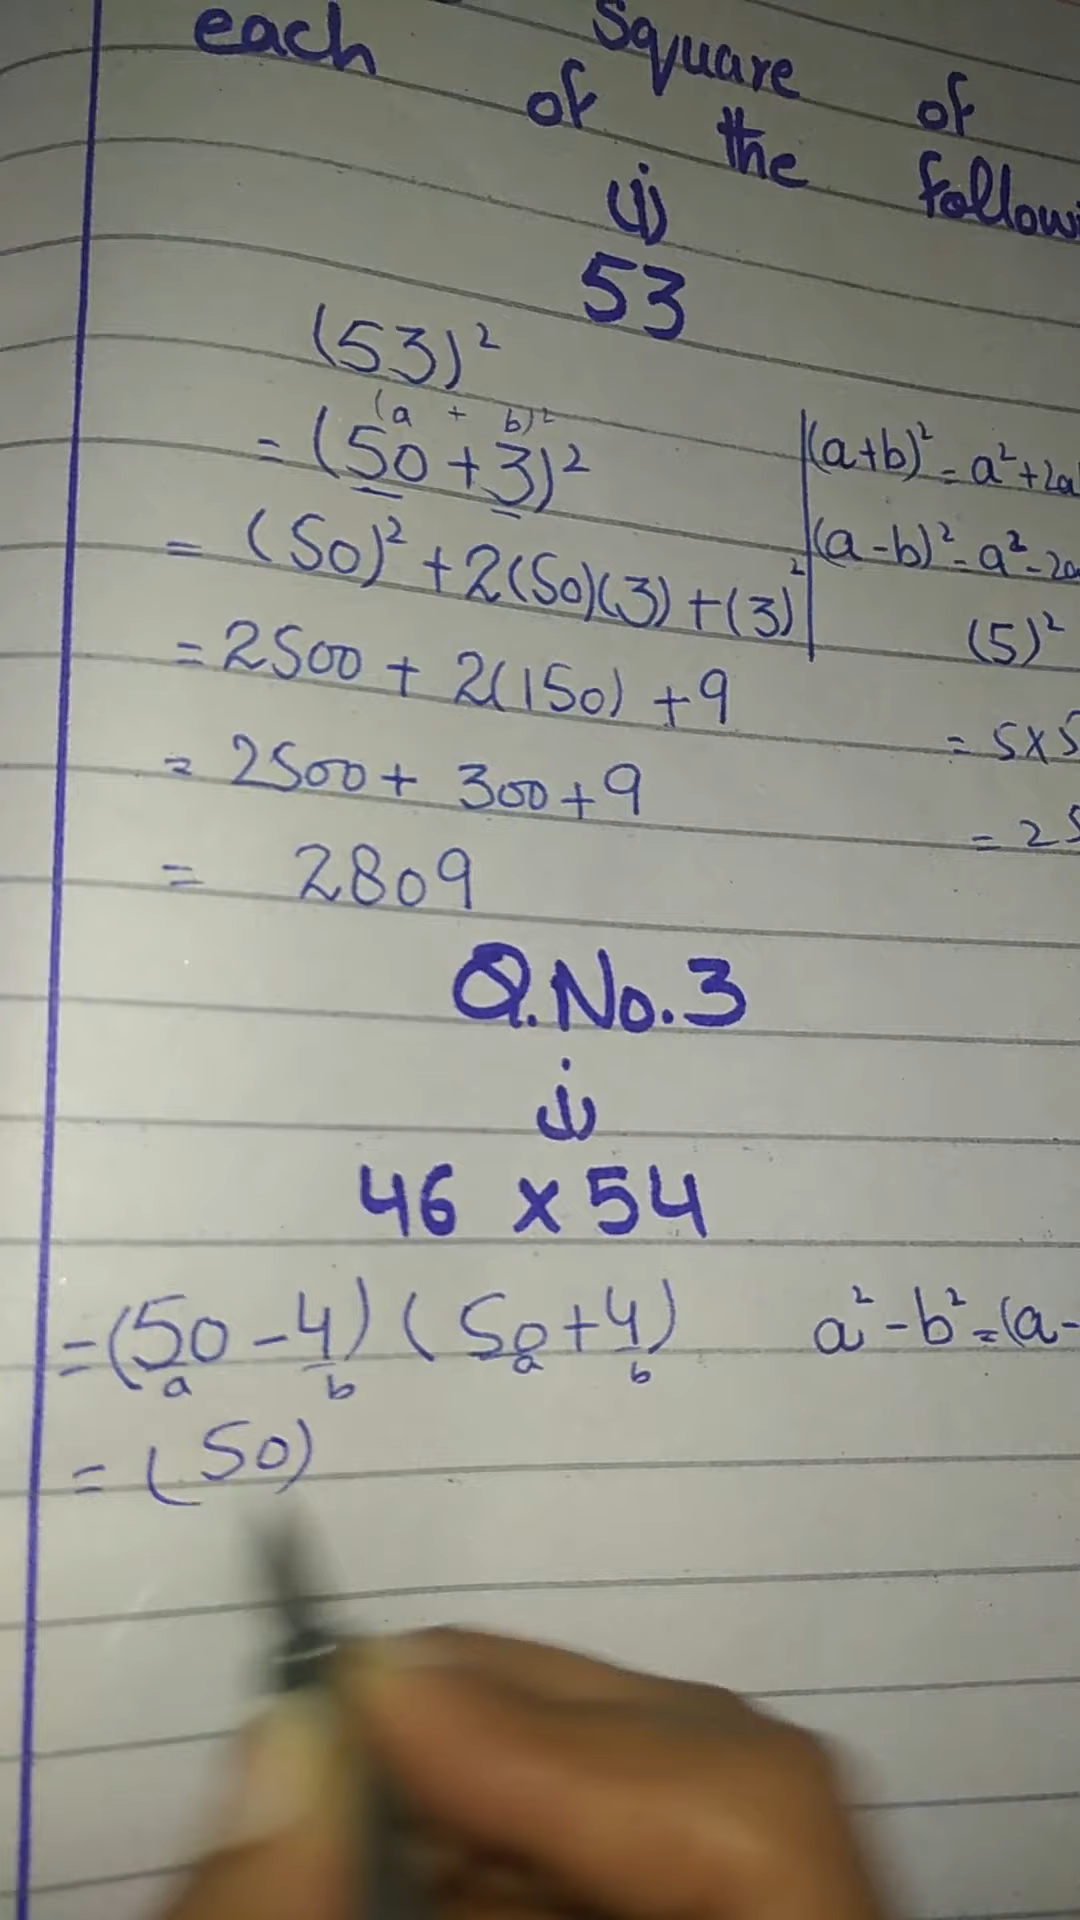 each square of
of the follow
(i)
53
(53)²
(a + b)²
= (50 + 3)²
= (50)² + 2(50)(3) + (3)²
= 2500 + 2(150) + 9
= 2500 + 300 + 9
= 2809
(a+b)² = a² + 2a
(a-b)² = a² - 2a
(5)²
= 5×5
= 25
Q.No.3
(i)
46 × 54
= (50 - 4) (50 + 4)
a b a b
a² - b² = (a -
= (50)